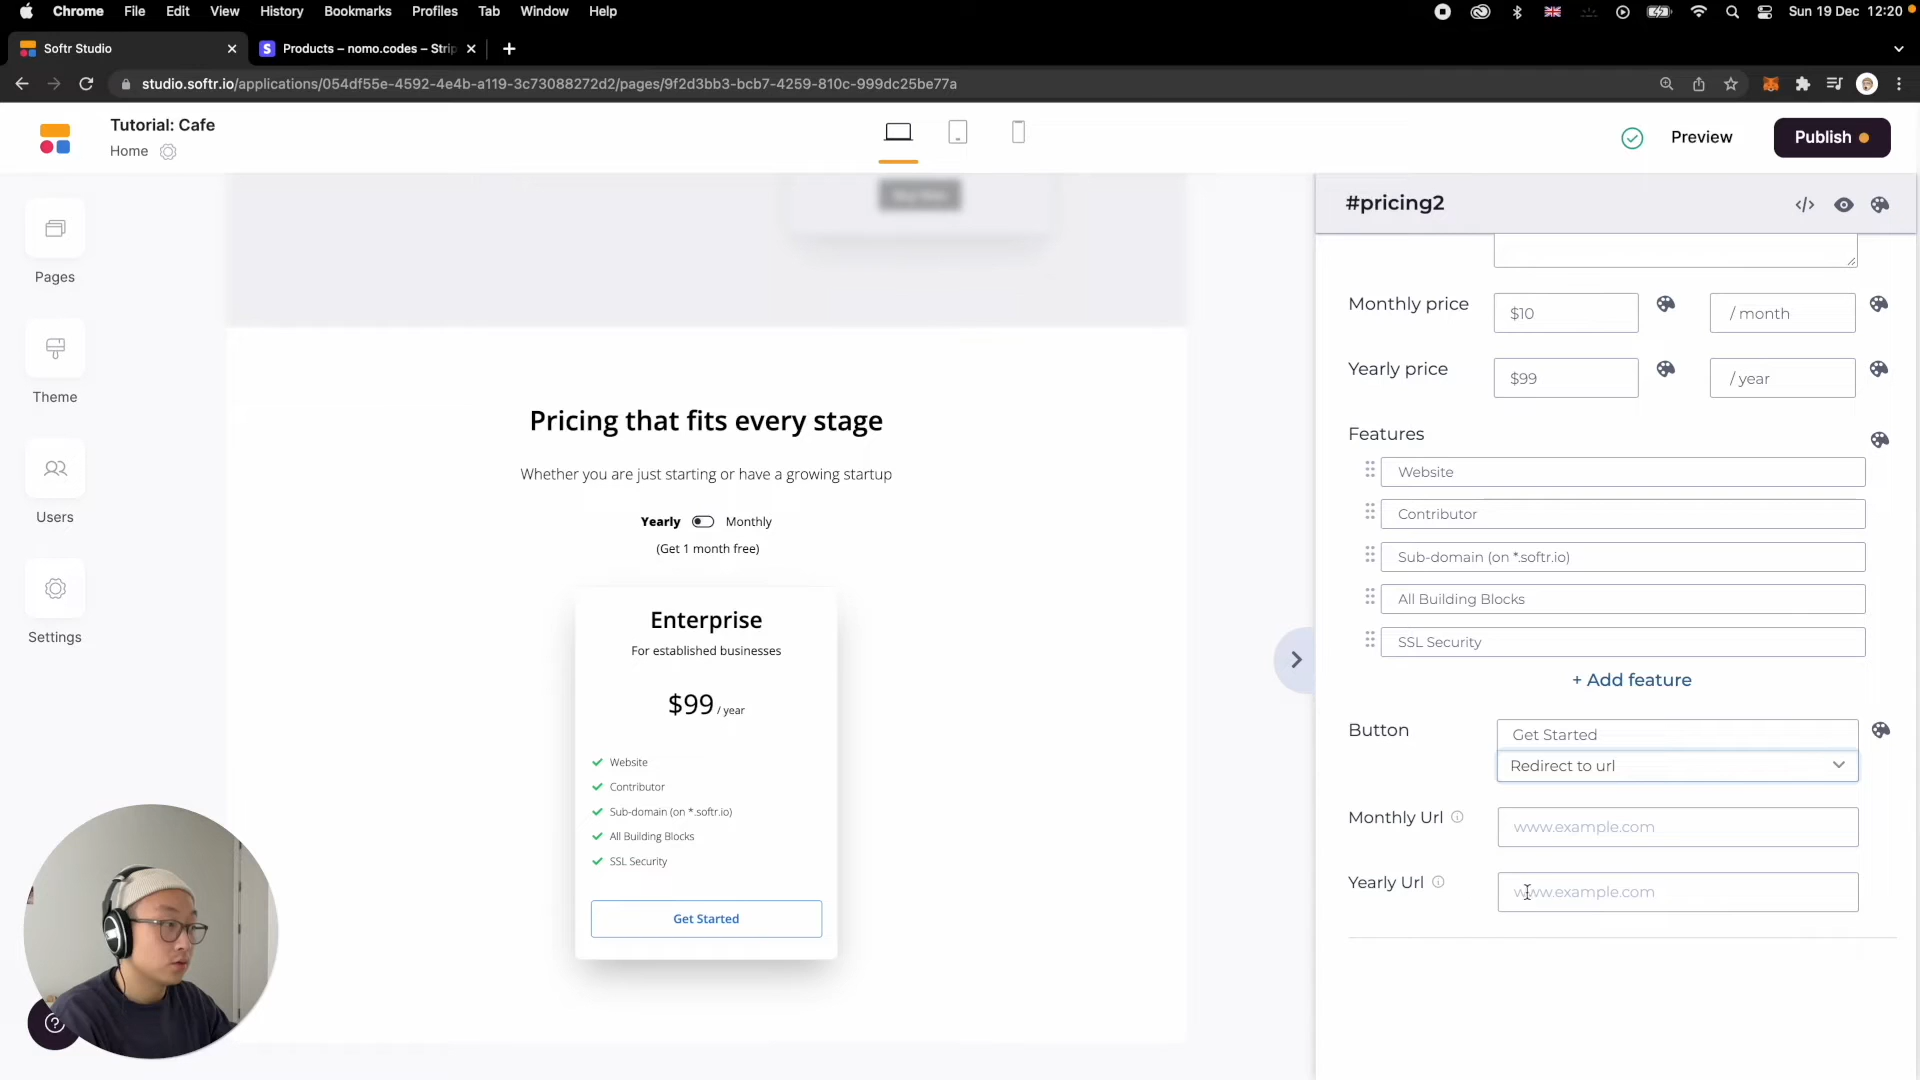 Chrome File Edit View History Bookmarks Profiles Tab Window Help Sun 19 Dec 12:20
Softr Studio
Products – nomo.codes – Strip
studio.softr.io/applications/054df55e-4592-4e4b-a119-3c73088272d2/pages/9f2d3bb3-bcb7-4259-810c-999dc25be77a
Tutorial: Cafe
Home
Preview
Publish
Pages
Theme
Users
Settings
Pricing that fits every stage
Whether you are just starting or have a growing startup
Yearly Monthly
(Get 1 month free)
Enterprise
For established businesses
$99 / year
Website
Contributor
Sub-domain (on *.softr.io)
All Building Blocks
SSL Security
Get Started
#pricing2
Monthly price $10 / month
Yearly price $99 / year
Features
Website
Contributor
Sub-domain (on *.softr.io)
All Building Blocks
SSL Security
+ Add feature
Button Get Started
Redirect to url
Monthly Url www.example.com
Yearly Url www.example.com